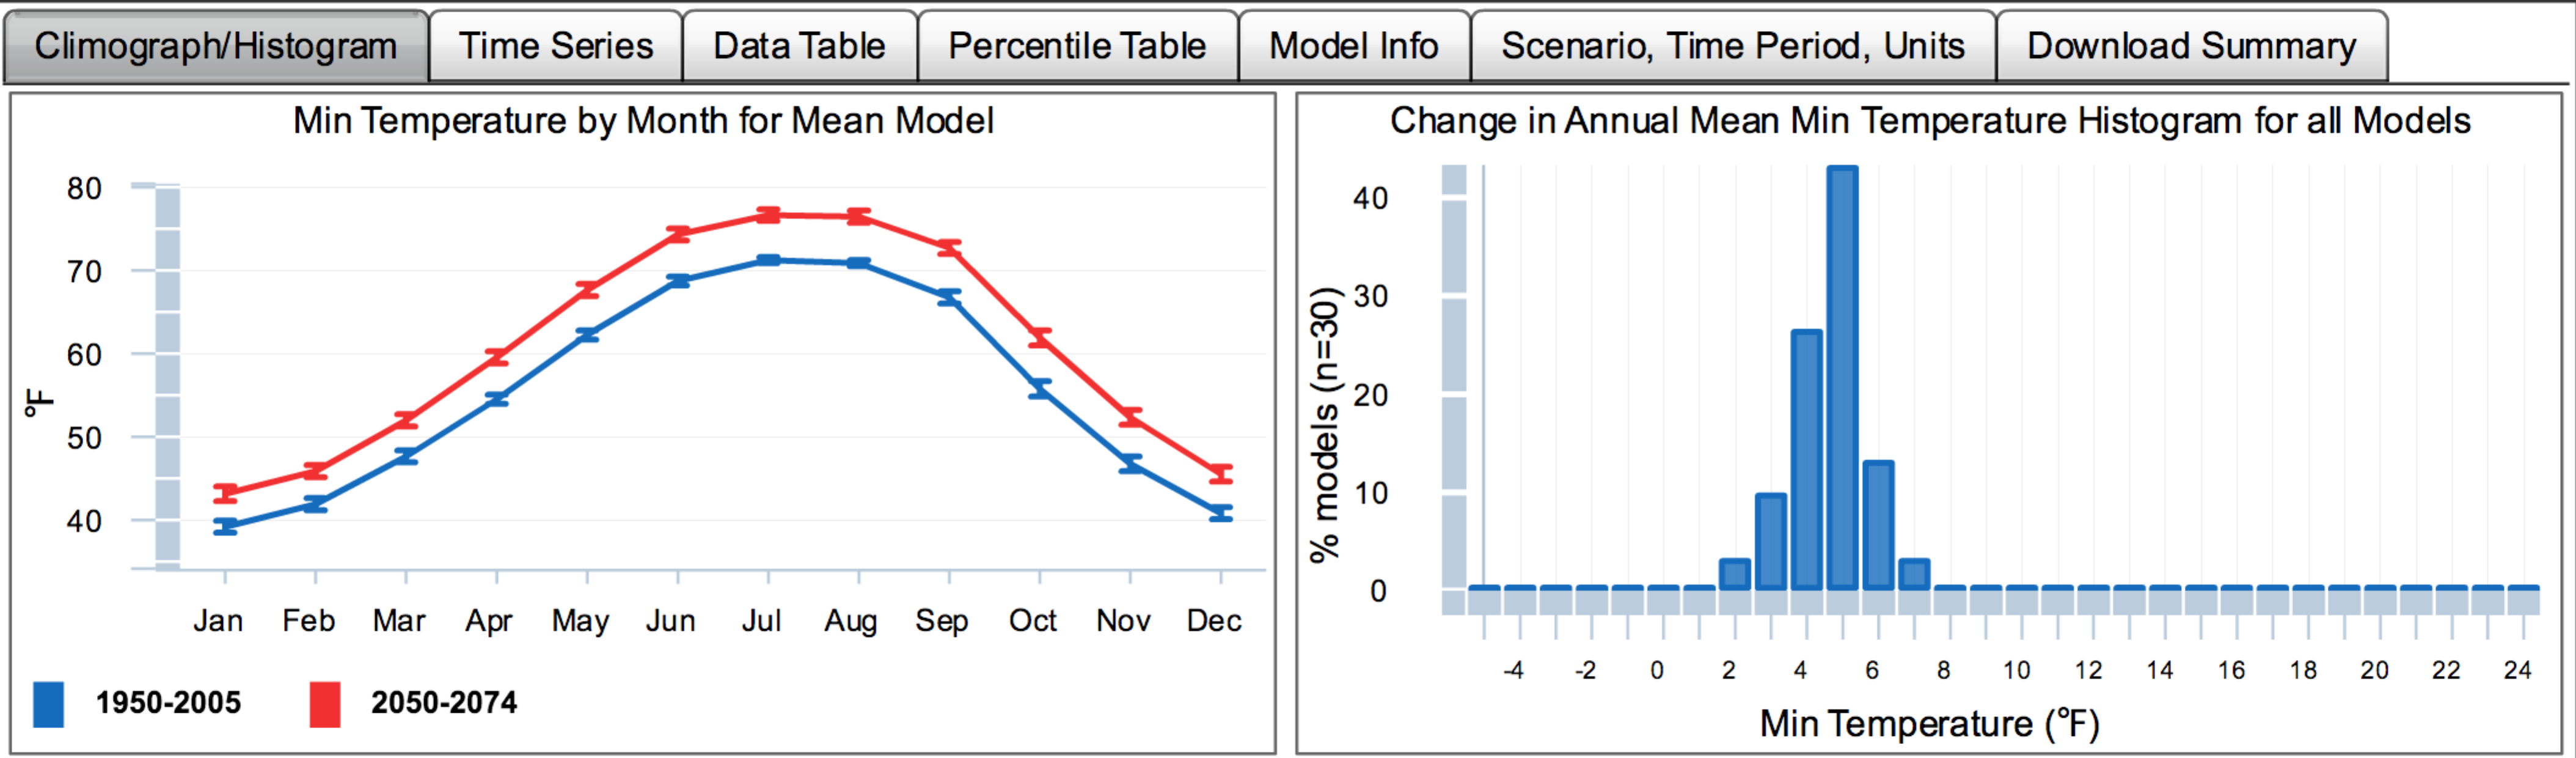 Climograph/Histogram Time Series Data Table Percentile Table Model Info Scenario, Time Period, Units Download Summary
Min Temperature by Month for Mean Model
80
70
60
50
40
°F
Jan Feb Mar Apr May Jun Jul Aug Sep Oct Nov Dec
1950-2005 2050-2074
Change in Annual Mean Min Temperature Histogram for all Models
40
30
20
10
0
% models (n=30)
-4 -2 0 2 4 6 8 10 12 14 16 18 20 22 24
Min Temperature (°F)